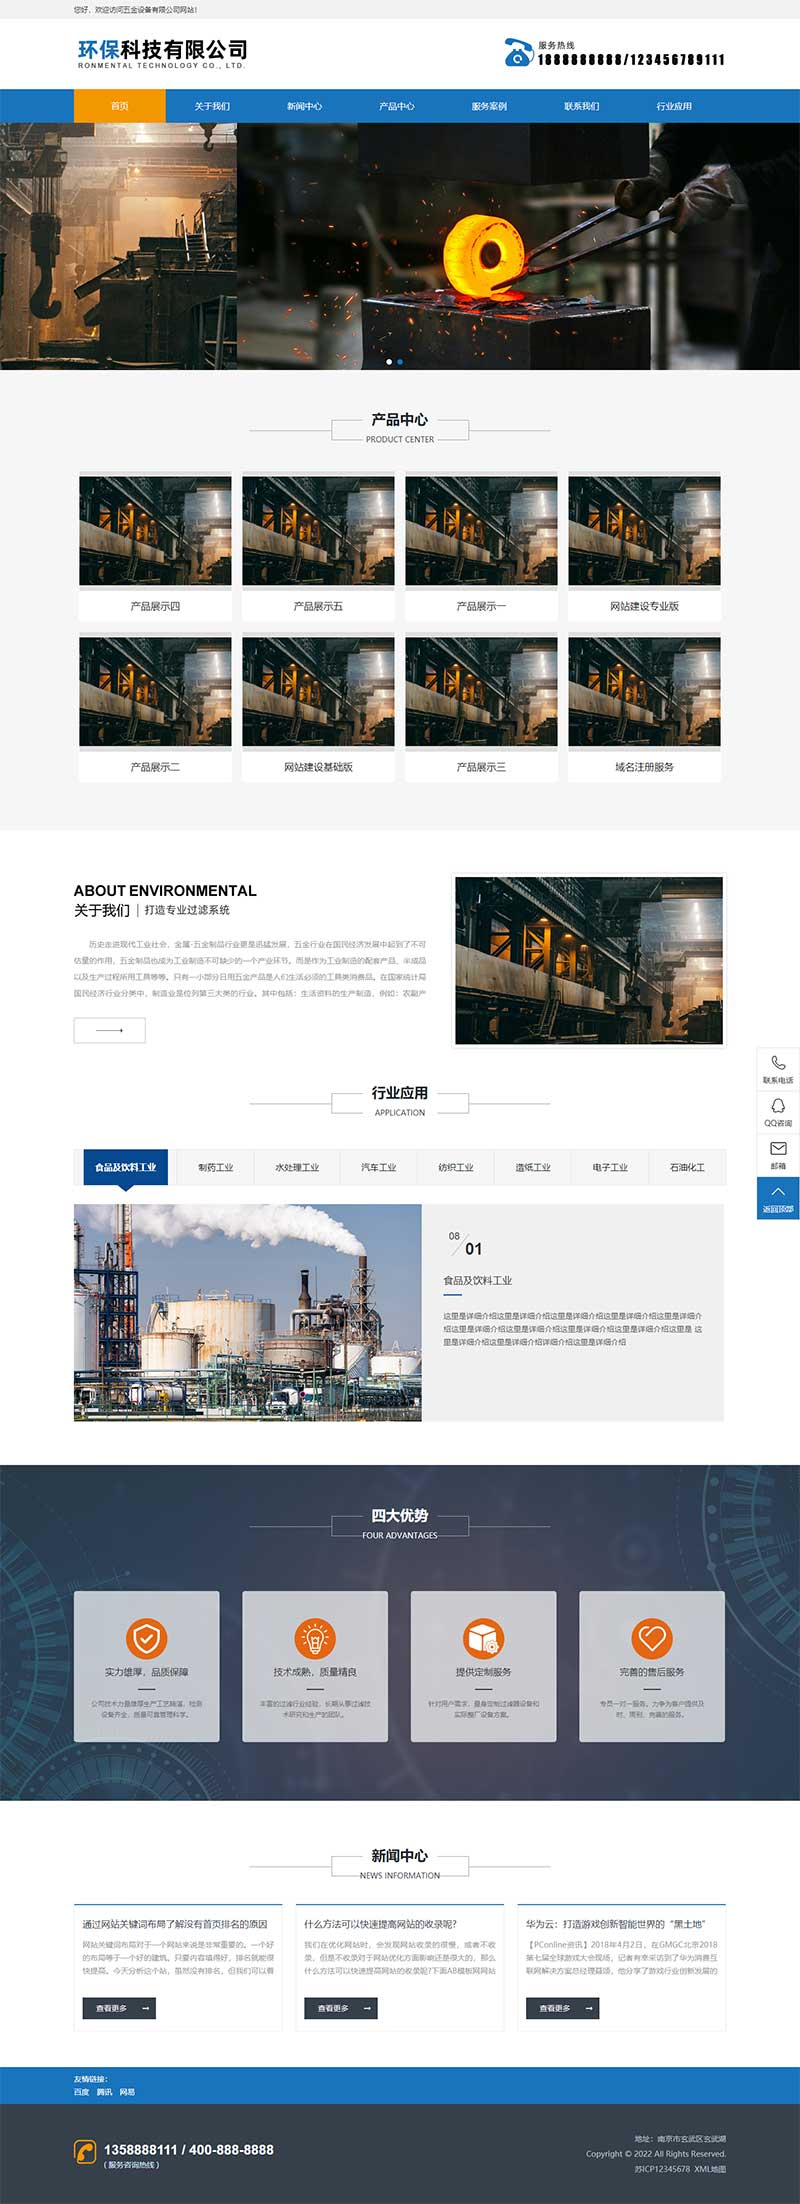 您好，欢迎访问五金设备有限公司网站！
环保科技有限公司
RONMENTAL TECHNOLOGY CO., LTD.
服务热线
1888888888/123456789111
首页 关于我们 新闻中心 产品中心 服务案例 联系我们 行业应用
产品中心
PRODUCT CENTER
产品展示四 产品展示五 产品展示一 网站建设专业版
产品展示二 网站建设基础版 产品展示三 域名注册服务
ABOUT ENVIRONMENTAL
关于我们 | 打造专业过滤系统
历史走进现代工业社会，金属·五金制品行业更是迅猛发展，五金行业在国民经济发展中起到了不可
估量的作用，五金制品也成为工业制造不可缺少的一个产业环节。而是作为工业制造的配套产品、半成品
以及生产过程所用工具等等。只有一小部分日用五金产品是人们生活必须的工具类消费品。在国家统计局
国民经济行业分类中，制造业是位列第三大类的行业。其中包括：生活资料的生产制造，例如：农副产
联系电话
QQ咨询
邮箱
返回顶部
行业应用
APPLICATION
食品及饮料工业 制药工业 水处理工业 汽车工业 纺织工业 造纸工业 电子工业 石油化工
08
01
食品及饮料工业
这里是详细介绍这里是详细介绍这里是详细介绍这里是详细介绍这里是详细介
绍这里是详细介绍这里是详细介绍这里是详细介绍这里是详细介绍这里是 这
里是详细介绍这里是详细介绍详细介绍这里是详细介绍
四大优势
FOUR ADVANTAGES
实力雄厚，品质保障
公司技术力量雄厚生产工艺精湛，检测
设备齐全，质量可靠管理科学。
技术成熟，质量精良
丰富的过滤行业经验，长期从事过滤技
术研究和生产的团队。
提供定制服务
针对用户需求，量身定制过滤器设备和
实际整厂设备方案。
完善的售后服务
专员一对一服务。力争为客户提供及
时、周到、完善的服务。
新闻中心
NEWS INFORMATION
通过网站关键词布局了解没有首页排名的原因
网站关键词布局对于一个网站来说是非常重要的。一个好
的布局等于一个好的建筑。只要内容填得好，排名就能很
快提高。今天分析这个站，虽然没有排名，但我们可以看
查看更多
什么方法可以快速提高网站的收录呢?
我们在优化网站时，会发现网站收录的很慢，或者不收
录，但是不收录对于网站优化方面影响还是很大的，那么
什么方法可以快速提高网站的收录呢?下面AB模板网网站
查看更多
华为云：打造游戏创新智能世界的“黑土地”
【PConline资讯】2018年4月2日，在GMGC北京2018
第七届全球游戏大会现场，记者有幸采访到了华为消费互
联网解决方案总经理聂颂，他分享了游戏行业创新发展的
查看更多
友情链接：
百度 腾讯 网易
1358888111 / 400-888-8888
( 服务咨询热线 )
地址：南京市玄武区玄武湖
Copyright © 2022 All Rights Reserved.
苏ICP12345678 XML地图